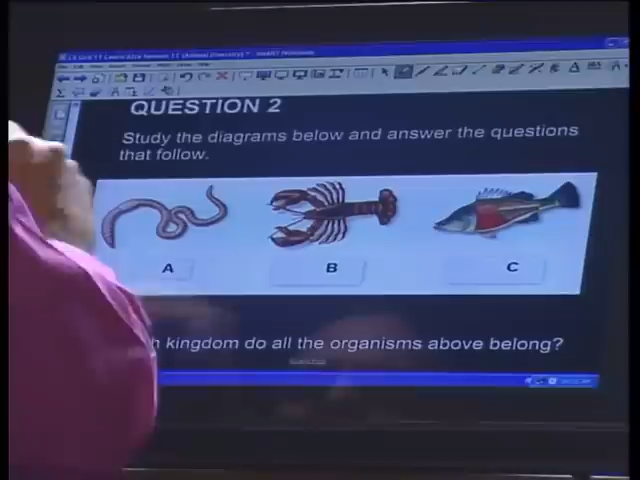 QUESTION 2
Study the diagrams below and answer the questions
that follow.
A
B
C
kingdom do all the organisms above belong?